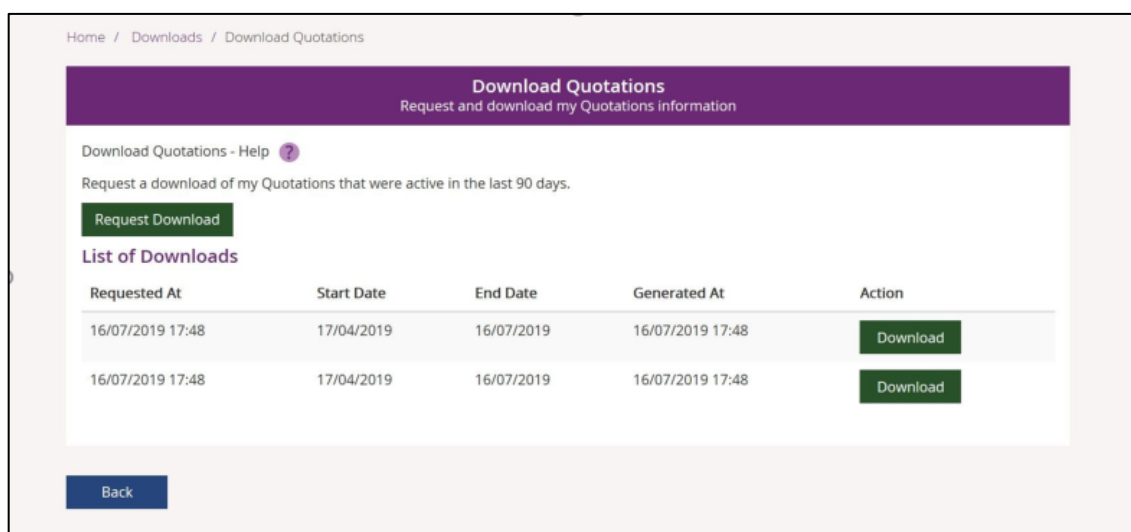 Home / Downloads / Download Quotations
Download Quotations
Request and download my Quotations information
Download Quotations - Help ?
Request a download of my Quotations that were active in the last 90 days.
Request Download
List of Downloads
Requested At Start Date End Date Generated At Action
16/07/2019 17:48 17/04/2019 16/07/2019 16/07/2019 17:48 Download
16/07/2019 17:48 17/04/2019 16/07/2019 16/07/2019 17:48 Download
Back